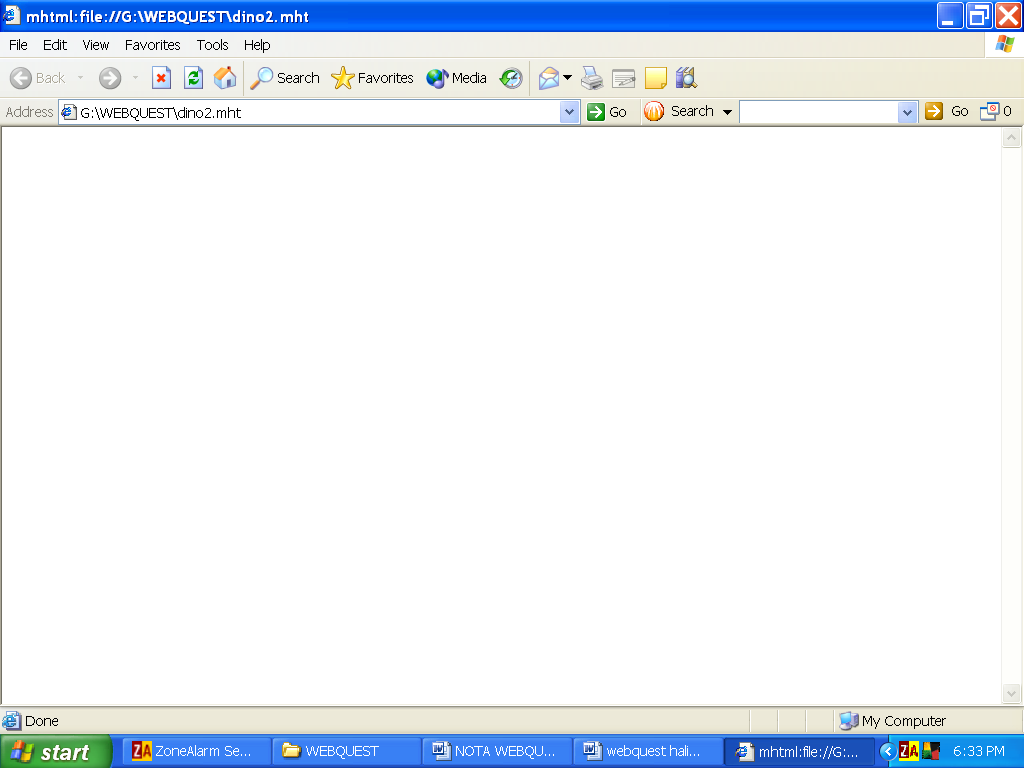 mhtml:file://G:\WEBQUEST\dino2.mht
File Edit View Favorites Tools Help
Back Search Favorites Media
Address G:\WEBQUEST\dino2.mht Go Search Go 0
Done My Computer
start ZA ZoneAlarm Se... WEBQUEST NOTA WEBQU... webquest hali... mhtml:file://G:... ZA 6:33 PM